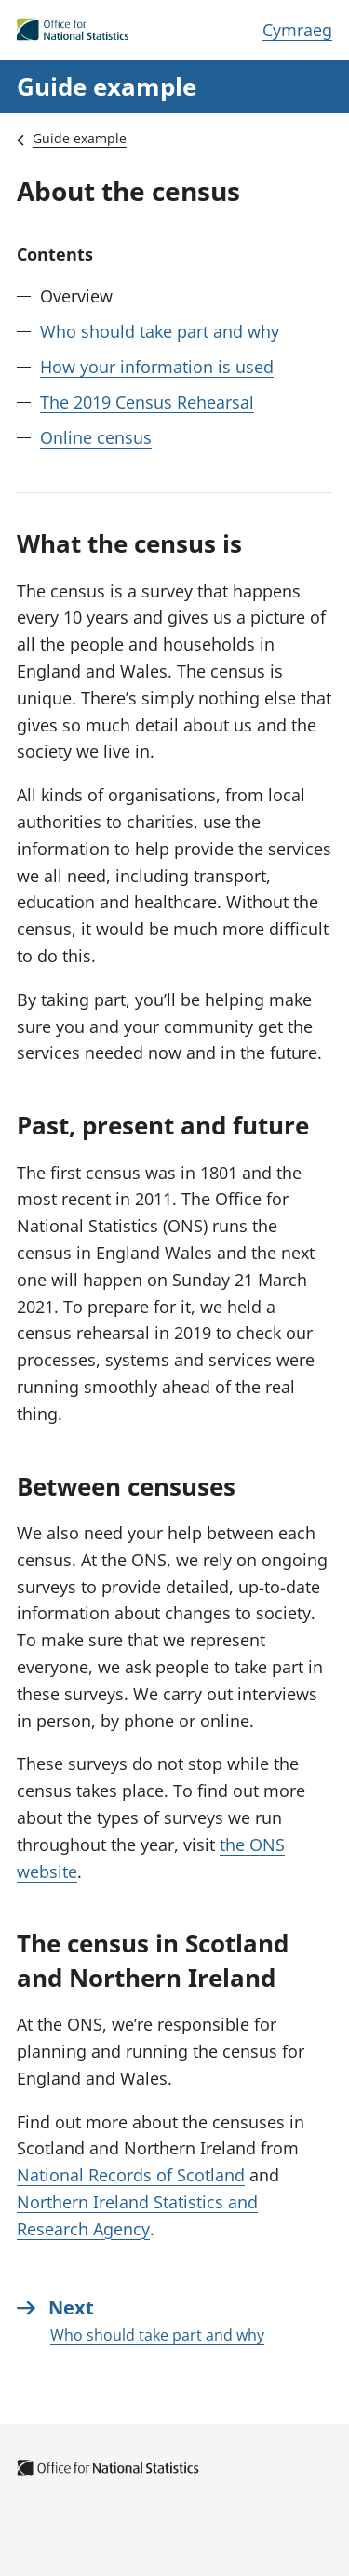 Office for
National Statistics
Cymraeg
Guide example
Guide example
About the census
Contents
— Overview
— Who should take part and why
— How your information is used
— The 2019 Census Rehearsal
— Online census
What the census is
The census is a survey that happens
every 10 years and gives us a picture of
all the people and households in
England and Wales. The census is
unique. There’s simply nothing else that
gives so much detail about us and the
society we live in.
All kinds of organisations, from local
authorities to charities, use the
information to help provide the services
we all need, including transport,
education and healthcare. Without the
census, it would be much more difficult
to do this.
By taking part, you’ll be helping make
sure you and your community get the
services needed now and in the future.
Past, present and future
The first census was in 1801 and the
most recent in 2011. The Office for
National Statistics (ONS) runs the
census in England Wales and the next
one will happen on Sunday 21 March
2021. To prepare for it, we held a
census rehearsal in 2019 to check our
processes, systems and services were
running smoothly ahead of the real
thing.
Between censuses
We also need your help between each
census. At the ONS, we rely on ongoing
surveys to provide detailed, up-to-date
information about changes to society.
To make sure that we represent
everyone, we ask people to take part in
these surveys. We carry out interviews
in person, by phone or online.
These surveys do not stop while the
census takes place. To find out more
about the types of surveys we run
throughout the year, visit the ONS
website.
The census in Scotland
and Northern Ireland
At the ONS, we’re responsible for
planning and running the census for
England and Wales.
Find out more about the censuses in
Scotland and Northern Ireland from
National Records of Scotland and
Northern Ireland Statistics and
Research Agency.
Next
Who should take part and why
Office for National Statistics